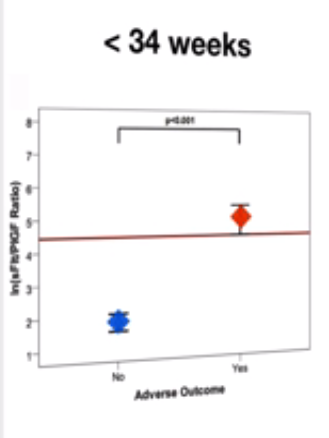 < 34 weeks
p<0.001
8
7
6
5
4
3
2
1
ln(sFlt/PlGF Ratio)
No Yes
Adverse Outcome